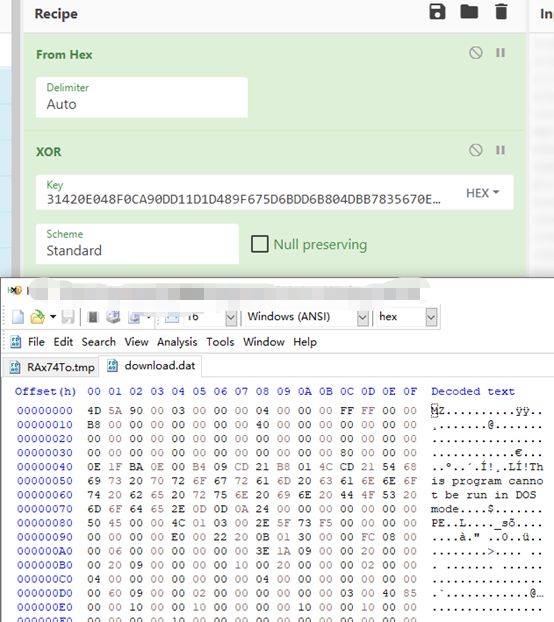 Recipe
In
From Hex
Delimiter
Auto
XOR
Key
31420E048F0CA90DD11D1D489F675D6BDD6B804DBB7835670E…
HEX
Scheme
Standard
Null preserving
16
Windows (ANSI)
hex
File Edit Search View Analysis Tools Window Help
RAx74To.tmp
download.dat
Offset(h) 00 01 02 03 04 05 06 07 08 09 0A 0B 0C 0D 0E 0F Decoded text
00000000 4D 5A 90 00 03 00 00 00 04 00 00 00 FF FF 00 00 MZ..........ÿÿ..
00000010 B8 00 00 00 00 00 00 00 40 00 00 00 00 00 00 00 ¸.......@.......
00000020 00 00 00 00 00 00 00 00 00 00 00 00 00 00 00 00 ................
00000030 00 00 00 00 00 00 00 00 00 00 00 00 80 00 00 00 ............€...
00000040 0E 1F BA 0E 00 B4 09 CD 21 B8 01 4C CD 21 54 68 ..º..´.Í!¸.LÍ!Th
00000050 69 73 20 70 72 6F 67 72 61 6D 20 63 61 6E 6E 6F is program canno
00000060 74 20 62 65 20 72 75 6E 20 69 6E 20 44 4F 53 20 t be run in DOS
00000070 6D 6F 64 65 2E 0D 0D 0A 24 00 00 00 00 00 00 00 mode....$.......
00000080 50 45 00 00 4C 01 03 00 2E 5F 73 F5 00 00 00 00 PE..L...._sõ....
00000090 00 00 00 00 E0 00 22 20 0B 01 30 00 00 FC 08 00 ....à." ..0..ü..
000000A0 00 06 00 00 00 00 00 00 3E 1A 09 00 00 20 00 00 ........>.... ..
000000B0 00 20 09 00 00 00 00 10 00 20 00 00 00 02 00 00 . ....... ......
000000C0 04 00 00 00 00 00 00 00 04 00 00 00 00 00 00 00 ................
000000D0 00 60 09 00 00 02 00 00 00 00 00 00 03 00 40 85 .`............@…
000000E0 00 00 10 00 00 10 00 00 00 00 10 00 00 10 00 00 ................